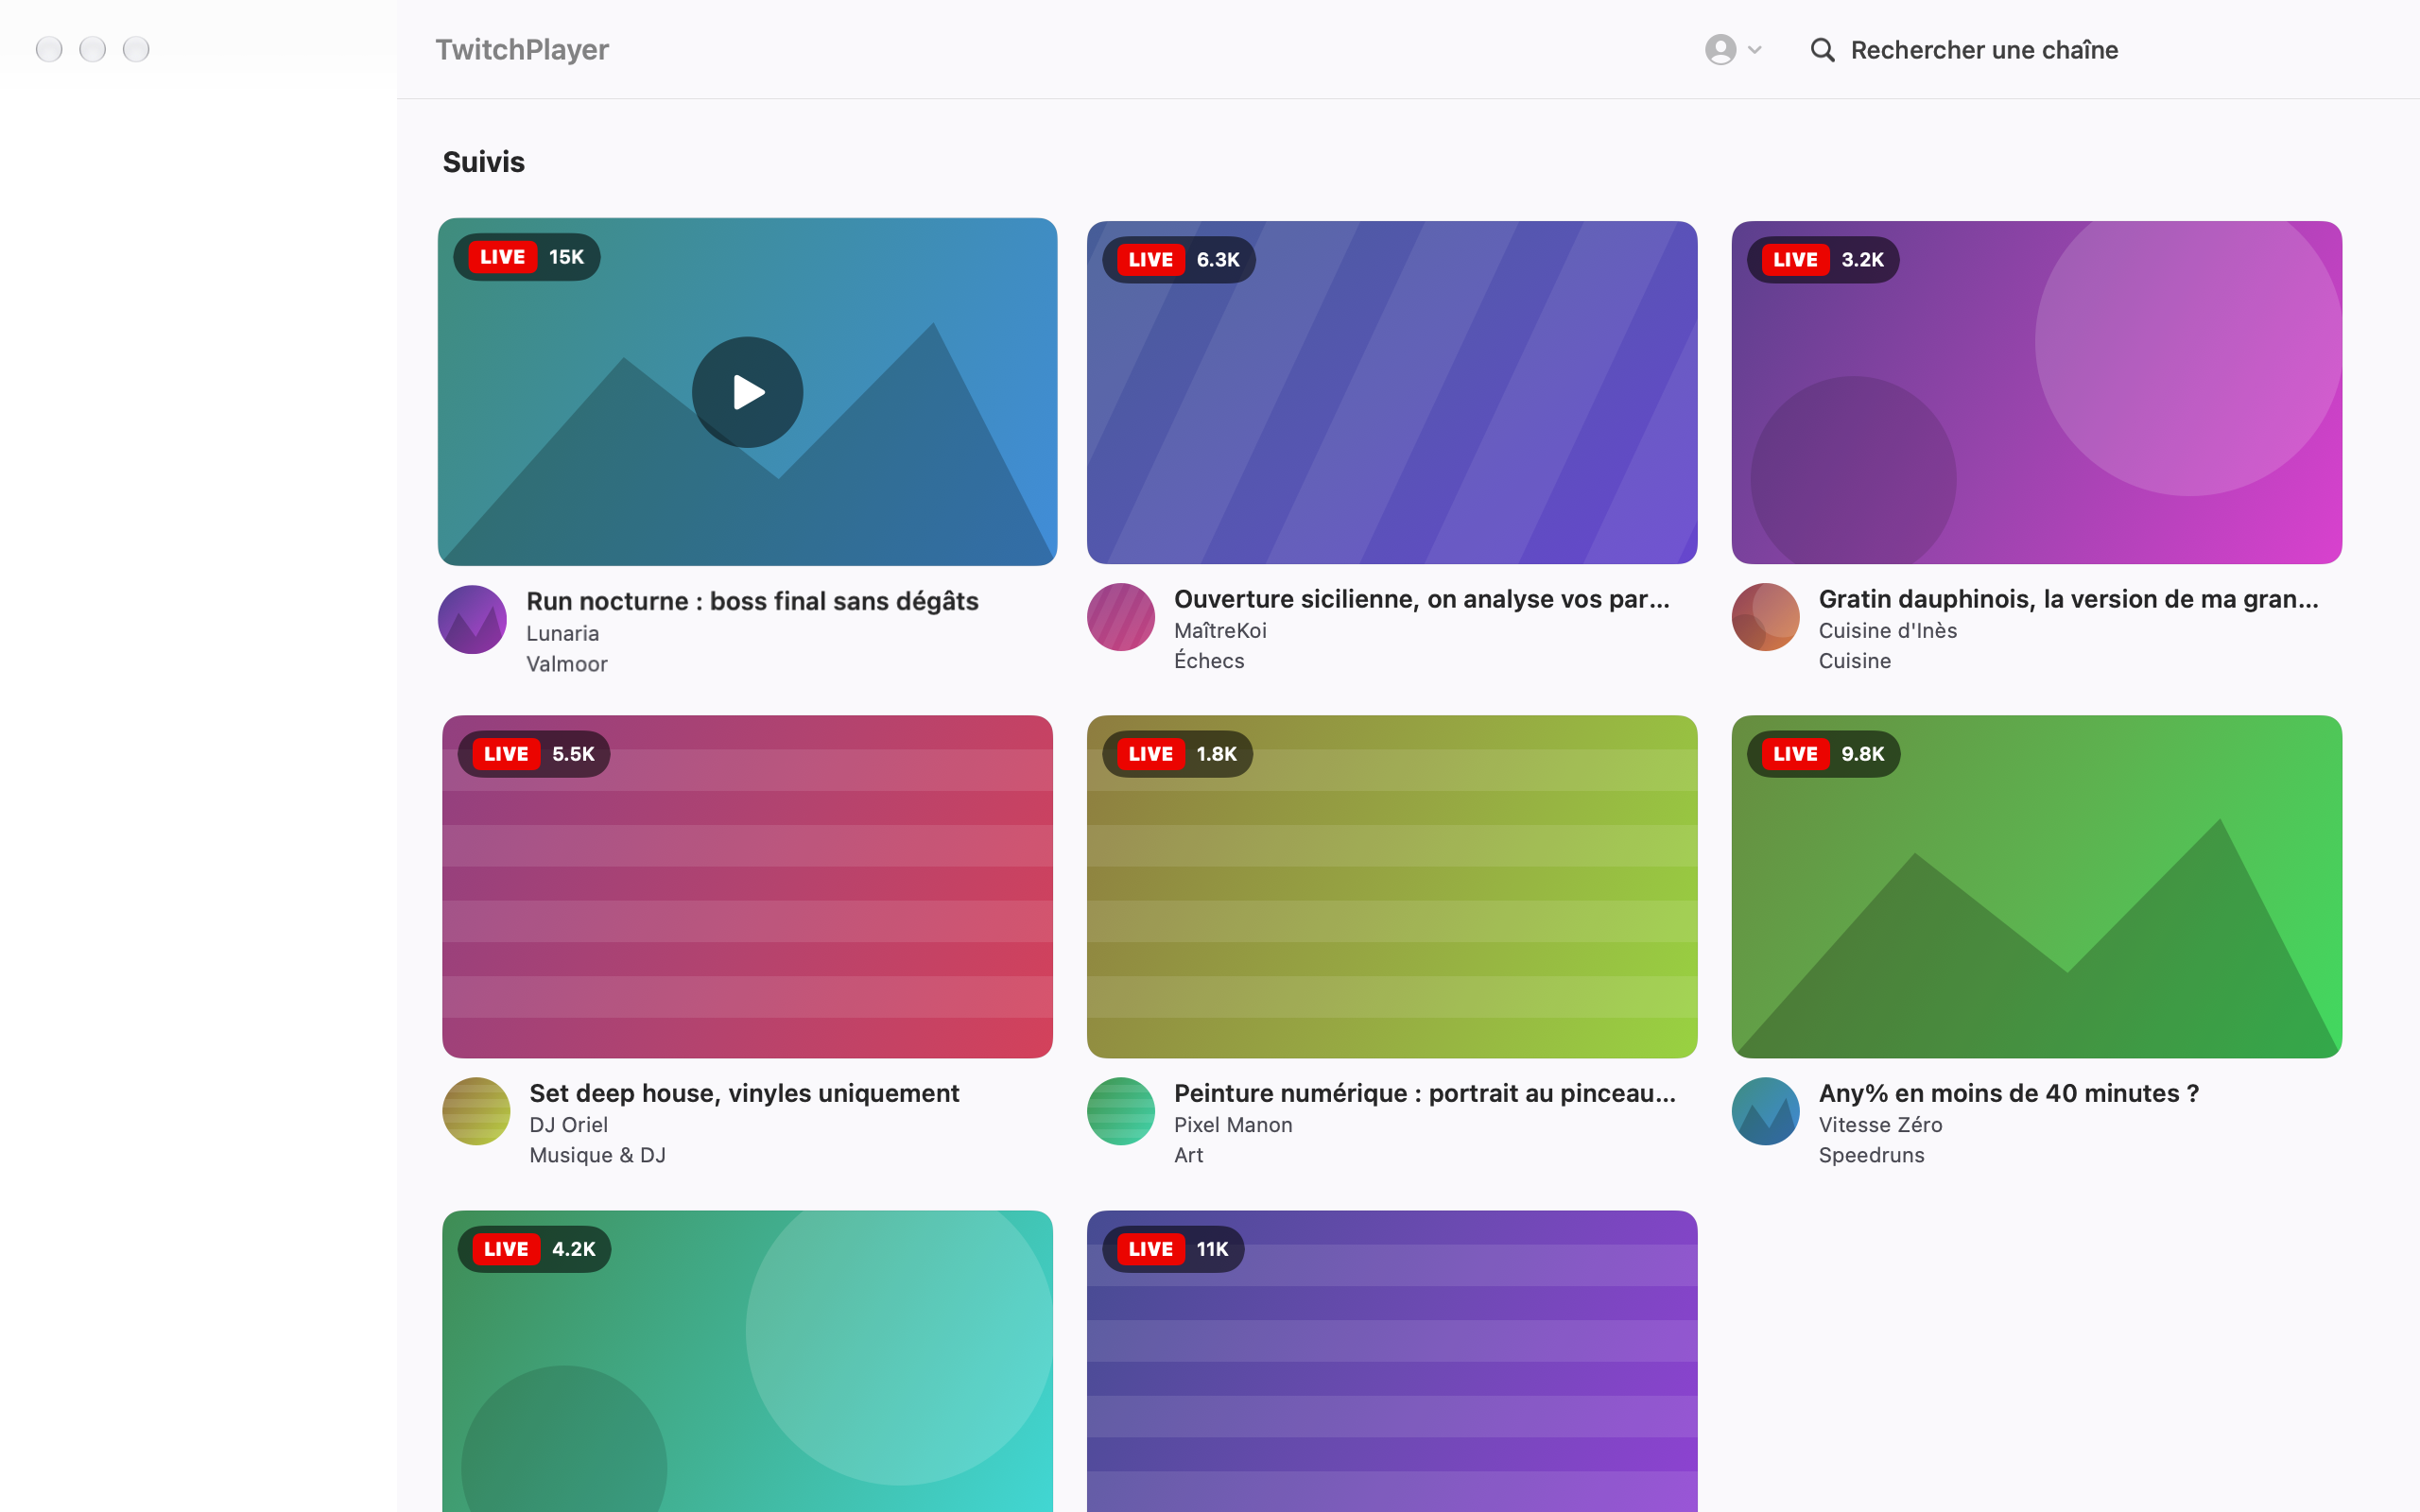 TwitchPlayer
Rechercher une chaîne
Suivis
LIVE 15K
LIVE 6.3K
LIVE 3.2K
Run nocturne : boss final sans dégâts
Lunaria
Valmoor
Ouverture sicilienne, on analyse vos par...
MaîtreKoi
Échecs
Gratin dauphinois, la version de ma gran...
Cuisine d'Inès
Cuisine
LIVE 5.5K
LIVE 1.8K
LIVE 9.8K
Set deep house, vinyles uniquement
DJ Oriel
Musique & DJ
Peinture numérique : portrait au pinceau...
Pixel Manon
Art
Any% en moins de 40 minutes ?
Vitesse Zéro
Speedruns
LIVE 4.2K
LIVE 11K